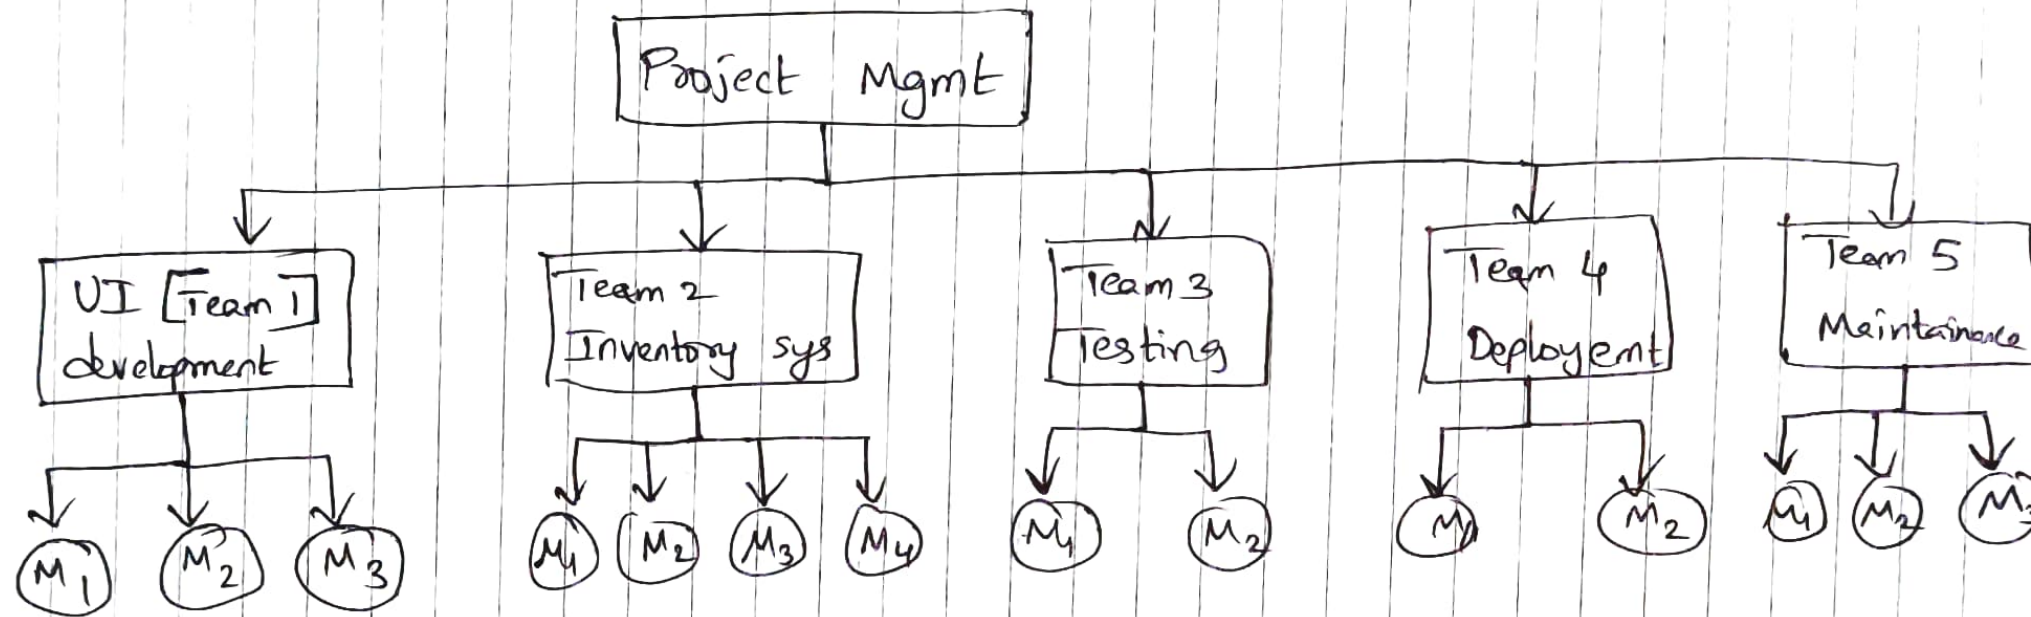 Project Mgmt
UI [Team 1]
development
Team 2
Inventory sys
Team 3
Testing
Team 4
Deployemt
Team 5
Maintainance
M1 M2 M3
M1 M2 M3 M4
M1 M2
M1 M2
M1 M2 M3